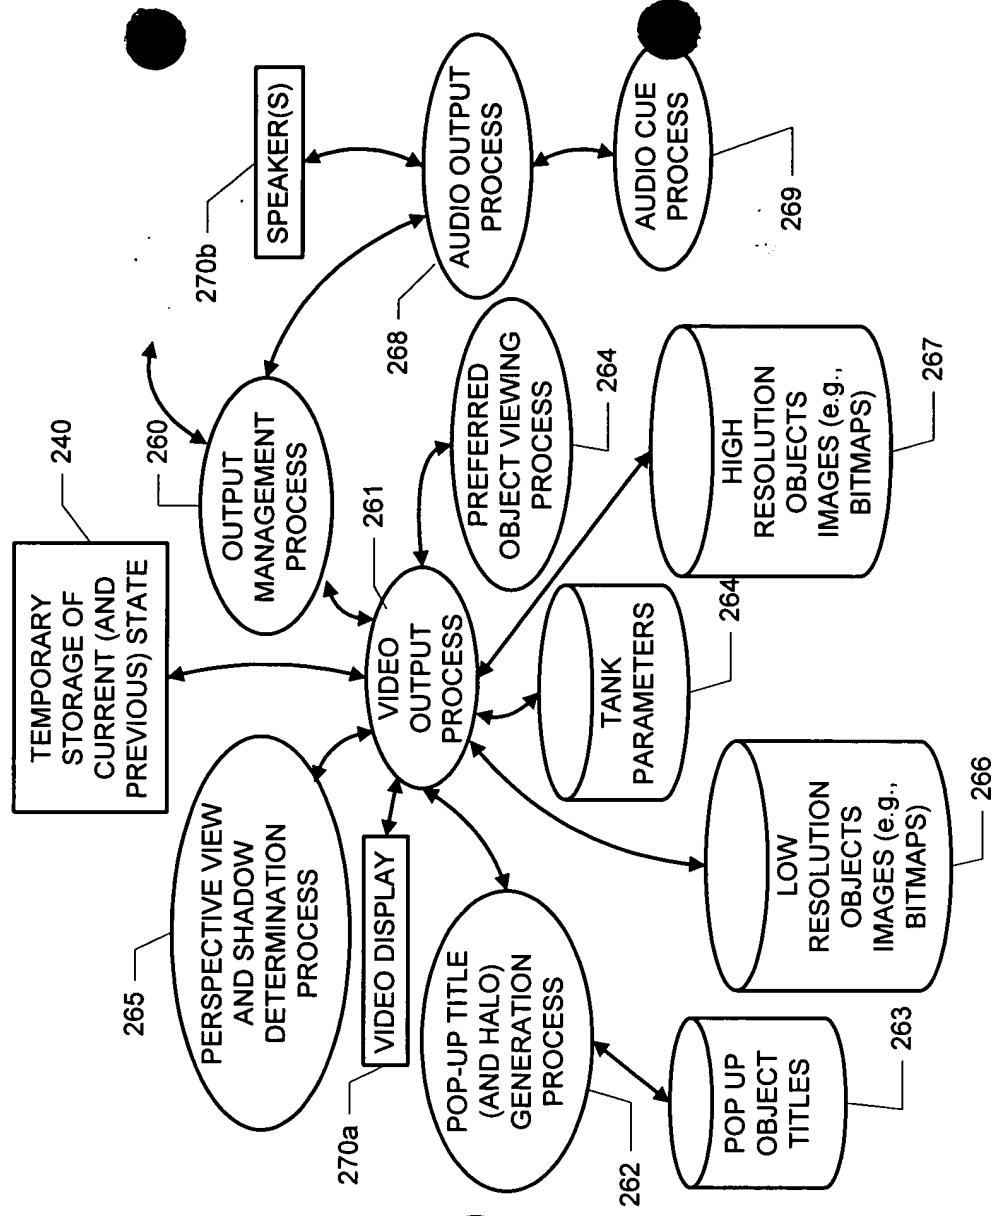 TEMPORARY
STORAGE OF
CURRENT (AND
PREVIOUS) STATE
240
265
PERSPECTIVE VIEW
AND SHADOW
DETERMINATION
PROCESS
260
OUTPUT
MANAGEMENT
PROCESS
270b
SPEAKER(S)
270a
VIDEO DISPLAY
261
VIDEO
OUTPUT
PROCESS
268
AUDIO OUTPUT
PROCESS
POP-UP TITLE
(AND HALO)
GENERATION
PROCESS
262
PREFERRED
OBJECT VIEWING
PROCESS
264
AUDIO CUE
PROCESS
269
TANK
PARAMETERS
264
POP UP
OBJECT
TITLES
263
LOW
RESOLUTION
OBJECTS
IMAGES (e.g.,
BITMAPS)
266
HIGH
RESOLUTION
OBJECTS
IMAGES (e.g.,
BITMAPS)
267